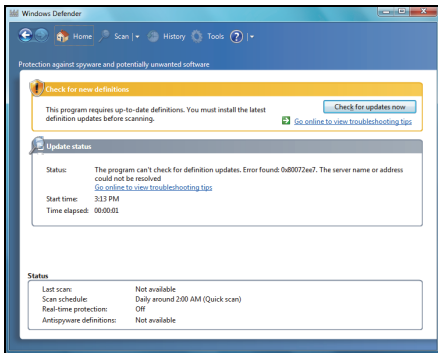 Windows Defender
Home Scan History Tools
Protection against spyware and potentially unwanted software
Check for new definitions
This program requires up-to-date definitions. You must install the latest
definition updates before scanning.
Check for updates now
Go online to view troubleshooting tips
Update status
Status: The program can't check for definition updates. Error found: 0x80072ee7. The server name or address
could not be resolved
Go online to view troubleshooting tips
Start time: 3:13 PM
Time elapsed: 00:00:01
Status
Last scan: Not available
Scan schedule: Daily around 2:00 AM (Quick scan)
Real-time protection: Off
Antispyware definitions: Not available